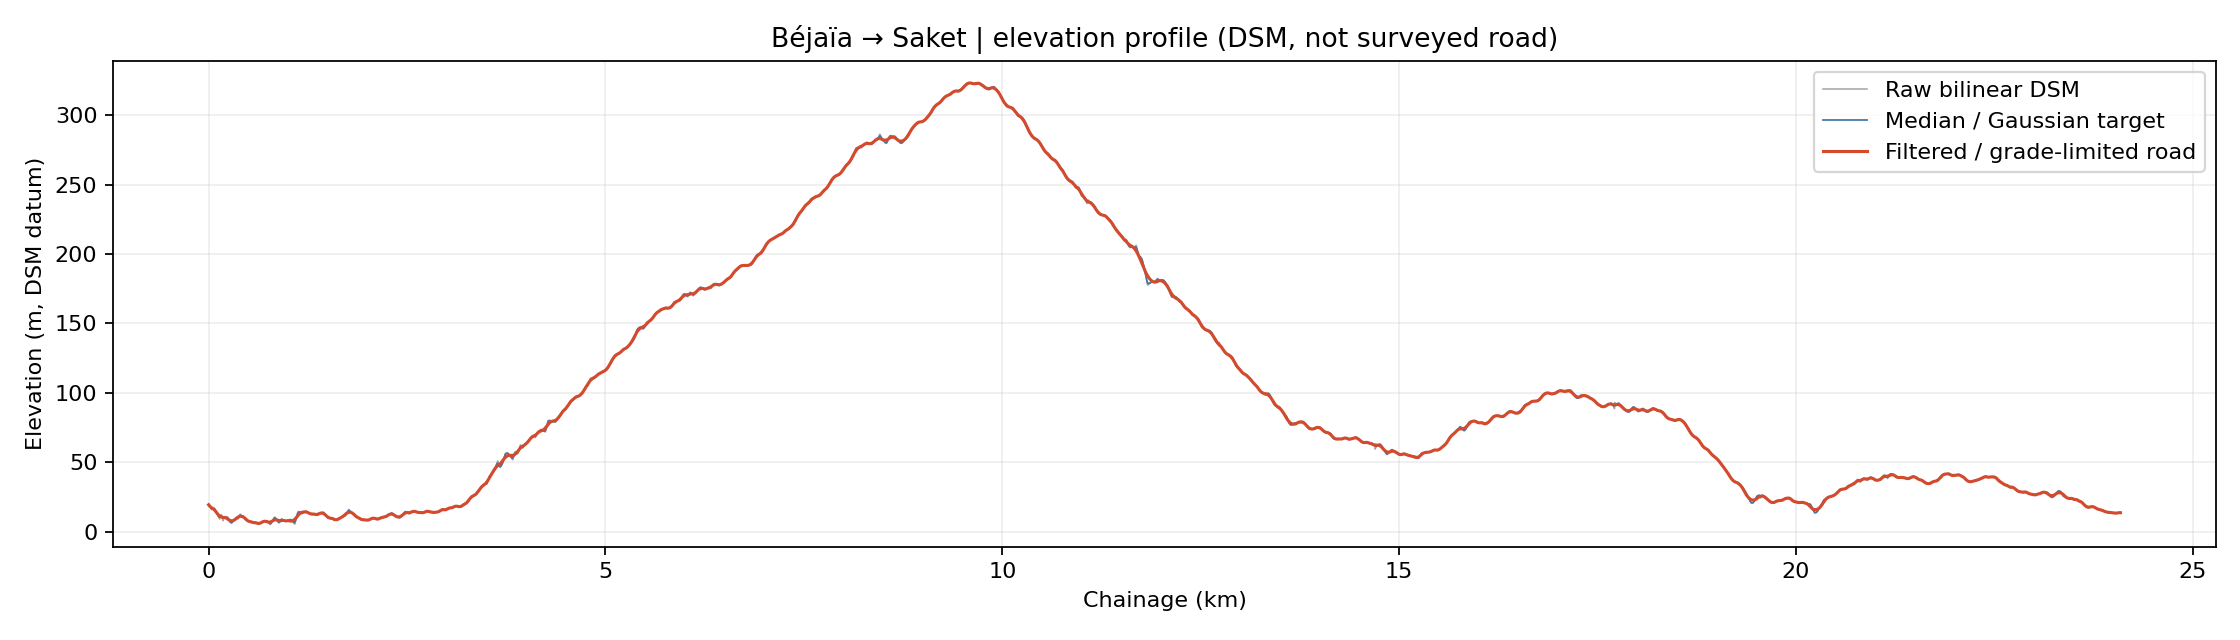 Béjaïa → Saket | elevation profile (DSM, not surveyed road)
Raw bilinear DSM
Median / Gaussian target
Filtered / grade-limited road
Elevation (m, DSM datum)
300
250
200
150
100
50
0
0 5 10 15 20 25
Chainage (km)